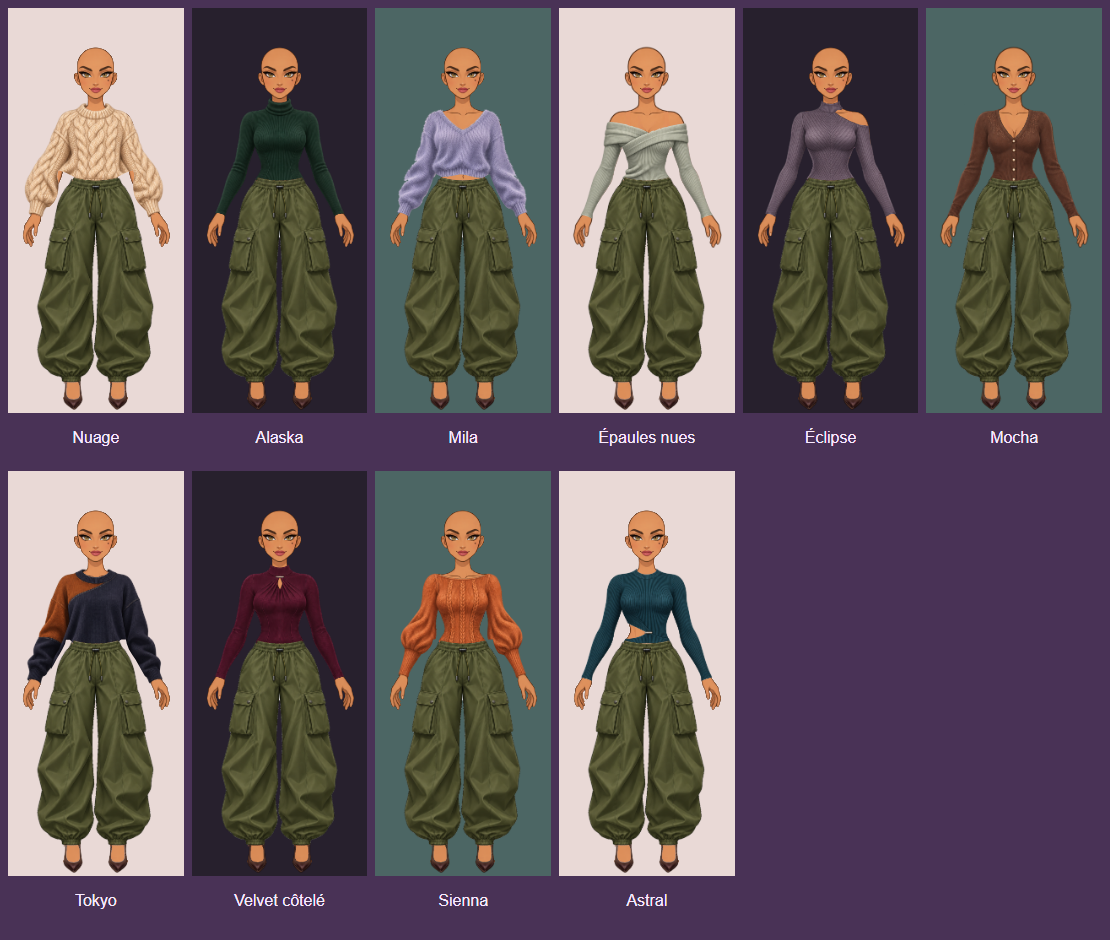 Nuage
Alaska
Mila
Épaules nues
Éclipse
Mocha
Tokyo
Velvet côtelé
Sienna
Astral